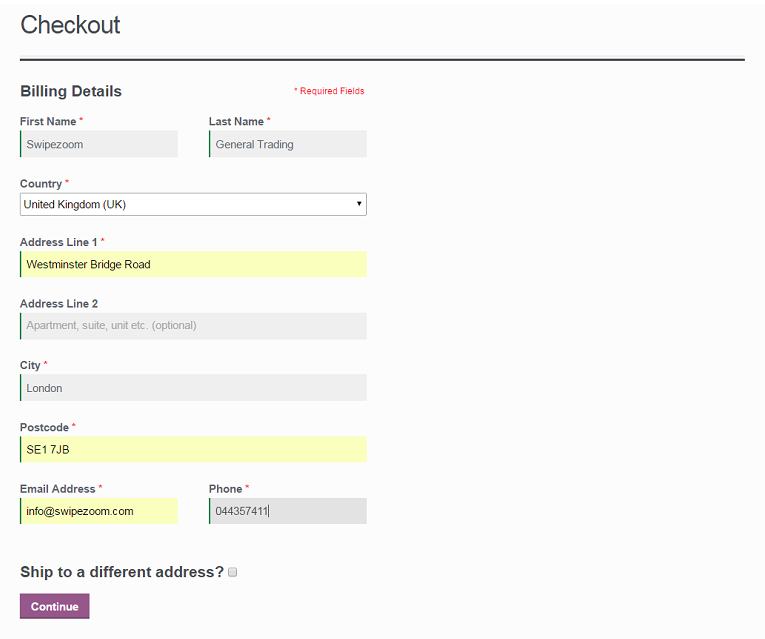 Checkout
Billing Details * Required Fields
First Name * Last Name *
Swipezoom General Trading
Country *
United Kingdom (UK)
Address Line 1 *
Westminster Bridge Road
Address Line 2
Apartment, suite, unit etc. (optional)
City *
London
Postcode *
SE1 7JB
Email Address * Phone *
info@swipezoom.com 044357411
Ship to a different address?
Continue